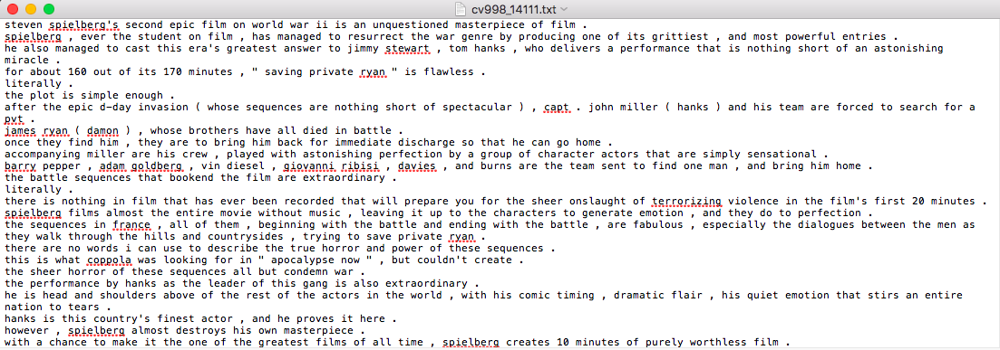 cv998_14111.txt
steven spielberg's second epic film on world war ii is an unquestioned masterpiece of film .
spielberg , ever the student on film , has managed to resurrect the war genre by producing one of its grittiest , and most powerful entries .
he also managed to cast this era's greatest answer to jimmy stewart , tom hanks , who delivers a performance that is nothing short of an astonishing
miracle .
for about 160 out of its 170 minutes , " saving private ryan " is flawless .
literally .
the plot is simple enough .
after the epic d-day invasion ( whose sequences are nothing short of spectacular ) , capt . john miller ( hanks ) and his team are forced to search for a
pvt .
james ryan ( damon ) , whose brothers have all died in battle .
once they find him , they are to bring him back for immediate discharge so that he can go home .
accompanying miller are his crew , played with astonishing perfection by a group of character actors that are simply sensational .
barry pepper , adam goldberg , vin diesel , giovanni ribisi , davies , and burns are the team sent to find one man , and bring him home .
the battle sequences that bookend the film are extraordinary .
literally .
there is nothing in film that has ever been recorded that will prepare you for the sheer onslaught of terrorizing violence in the film's first 20 minutes .
spielberg films almost the entire movie without music , leaving it up to the characters to generate emotion , and they do to perfection .
the sequences in france , all of them , beginning with the battle and ending with the battle , are fabulous , especially the dialogues between the men as
they walk through the hills and countrysides , trying to save private ryan .
there are no words i can use to describe the true horror and power of these sequences .
this is what coppola was looking for in " apocalypse now " , but couldn't create .
the sheer horror of these sequences all but condemn war .
the performance by hanks as the leader of this gang is also extraordinary .
he is head and shoulders above of the rest of the actors in the world , with his comic timing , dramatic flair , his quiet emotion that stirs an entire
nation to tears .
hanks is this country's finest actor , and he proves it here .
however , spielberg almost destroys his own masterpiece .
with a chance to make it the one of the greatest films of all time , spielberg creates 10 minutes of purely worthless film .